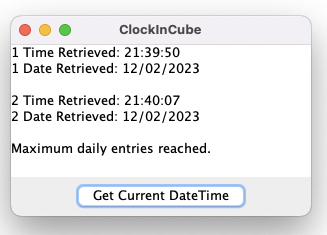 ClockInCube
1 Time Retrieved: 21:39:50
1 Date Retrieved: 12/02/2023
2 Time Retrieved: 21:40:07
2 Date Retrieved: 12/02/2023
Maximum daily entries reached.
Get Current DateTime